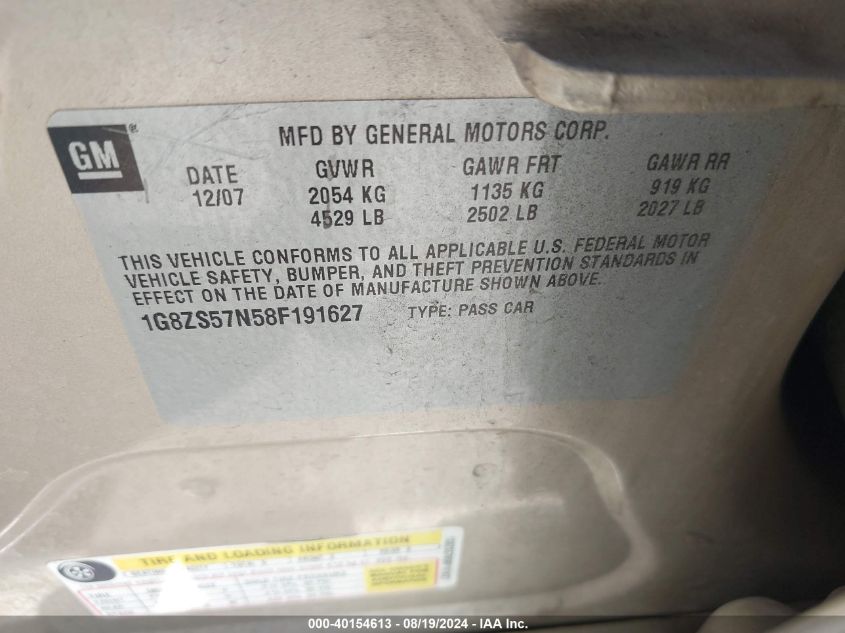 GM ®
MFD BY GENERAL MOTORS CORP.
DATE GVWR GAWR FRT GAWR RR
12/07 2054 KG 1135 KG 919 KG
4529 LB 2502 LB 2027 LB
THIS VEHICLE CONFORMS TO ALL APPLICABLE U.S. FEDERAL MOTOR
VEHICLE SAFETY, BUMPER, AND THEFT PREVENTION STANDARDS IN
EFFECT ON THE DATE OF MANUFACTURE SHOWN ABOVE.
1G8ZS57N58F191627 TYPE: PASS CAR
TIRE AND LOADING INFORMATION
000-40154613 - 08/19/2024 - IAA Inc.